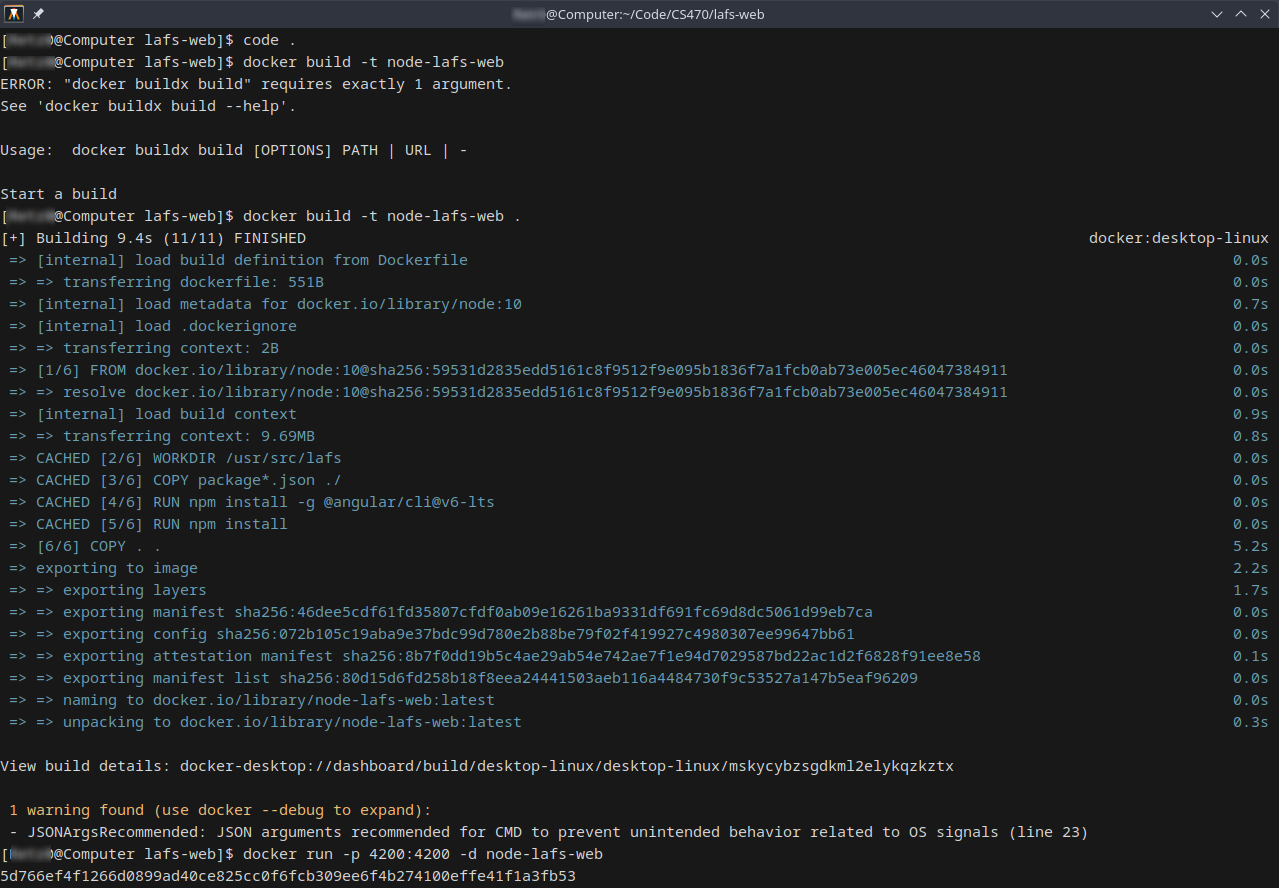 @Computer:~/Code/CS470/lafs-web
[@Computer lafs-web]$ code .
[@Computer lafs-web]$ docker build -t node-lafs-web
ERROR: "docker buildx build" requires exactly 1 argument.
See 'docker buildx build --help'.
Usage:  docker buildx build [OPTIONS] PATH | URL | -
Start a build
[@Computer lafs-web]$ docker build -t node-lafs-web .
[+] Building 9.4s (11/11) FINISHED docker:desktop-linux
=> [internal] load build definition from Dockerfile 0.0s
=> => transferring dockerfile: 551B 0.0s
=> [internal] load metadata for docker.io/library/node:10 0.7s
=> [internal] load .dockerignore 0.0s
=> => transferring context: 2B 0.0s
=> [1/6] FROM docker.io/library/node:10@sha256:59531d2835edd5161c8f9512f9e095b1836f7a1fcb0ab73e005ec46047384911 0.0s
=> => resolve docker.io/library/node:10@sha256:59531d2835edd5161c8f9512f9e095b1836f7a1fcb0ab73e005ec46047384911 0.0s
=> [internal] load build context 0.9s
=> => transferring context: 9.69MB 0.8s
=> CACHED [2/6] WORKDIR /usr/src/lafs 0.0s
=> CACHED [3/6] COPY package*.json ./ 0.0s
=> CACHED [4/6] RUN npm install -g @angular/cli@v6-lts 0.0s
=> CACHED [5/6] RUN npm install 0.0s
=> [6/6] COPY . . 5.2s
=> exporting to image 2.2s
=> => exporting layers 1.7s
=> => exporting manifest sha256:46dee5cdf61fd35807cfdf0ab09e16261ba9331df691fc69d8dc5061d99eb7ca 0.0s
=> => exporting config sha256:072b105c19aba9e37bdc99d780e2b88be79f02f419927c4980307ee99647bb61 0.0s
=> => exporting attestation manifest sha256:8b7f0dd19b5c4ae29ab54e742ae7f1e94d7029587bd22ac1d2f6828f91ee8e58 0.1s
=> => exporting manifest list sha256:80d15d6fd258b18f8eea24441503aeb116a4484730f9c53527a147b5eaf96209 0.0s
=> => naming to docker.io/library/node-lafs-web:latest 0.0s
=> => unpacking to docker.io/library/node-lafs-web:latest 0.3s
View build details: docker-desktop://dashboard/build/desktop-linux/desktop-linux/mskycybzsgdkml2elykqzkztx
1 warning found (use docker --debug to expand):
- JSONArgsRecommended: JSON arguments recommended for CMD to prevent unintended behavior related to OS signals (line 23)
[@Computer lafs-web]$ docker run -p 4200:4200 -d node-lafs-web
5d766ef4f1266d0899ad40ce825cc0f6fcb309ee6f4b274100effe41f1a3fb53